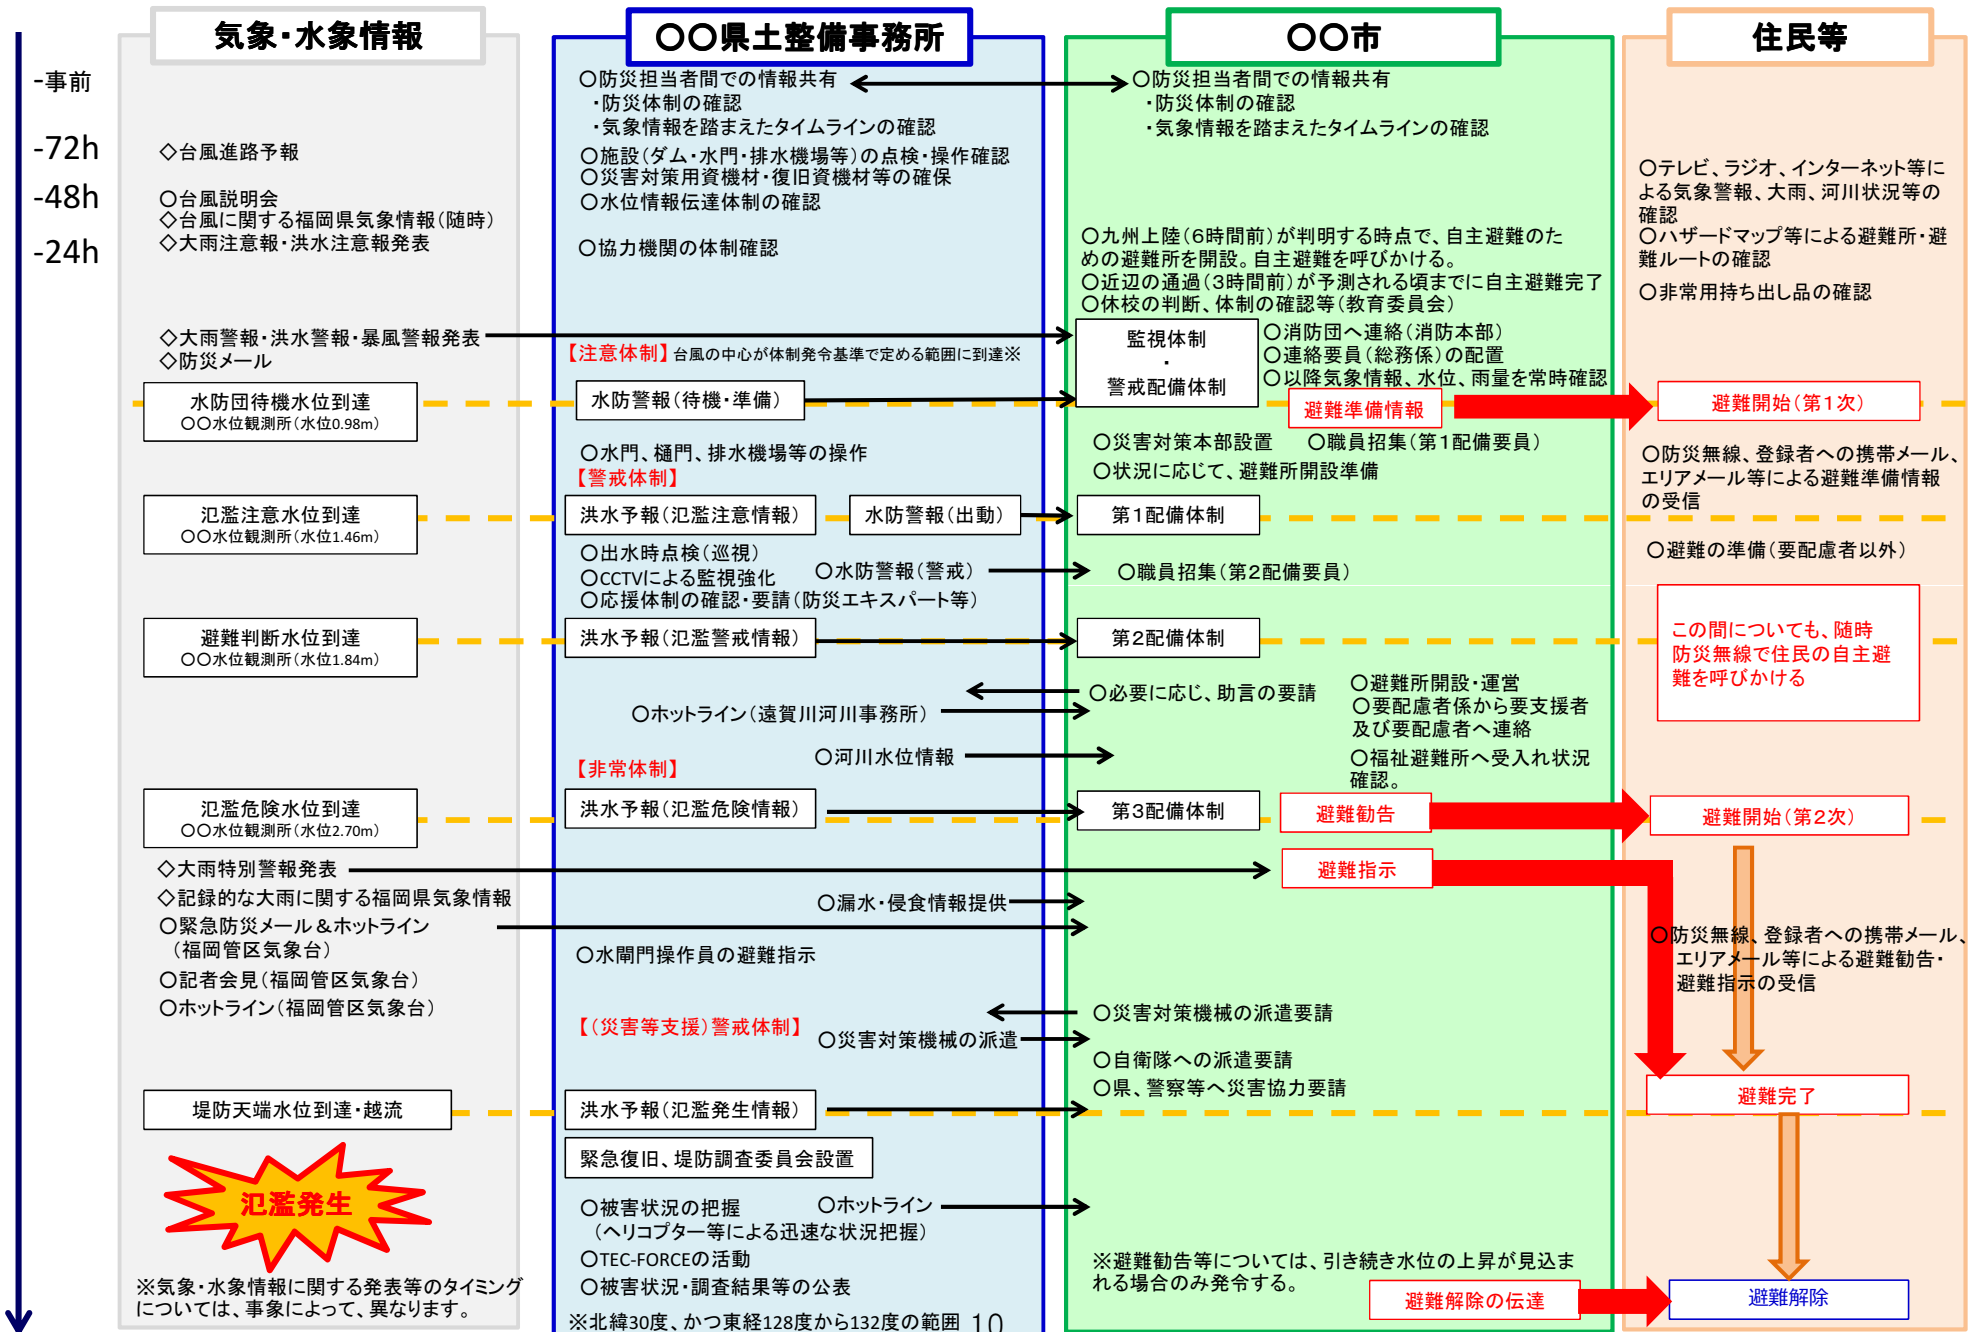 気象・水象情報
〇〇県土整備事務所
〇〇市
住民等
-事前
-72h
-48h
-24h
◇台風進路予報
〇台風説明会
◇台風に関する福岡県気象情報(随時)
◇大雨注意報・洪水注意報発表
◇大雨警報・洪水警報・暴風警報発表
◇防災メール
水防団待機水位到達
〇〇水位観測所(水位0.98m)
氾濫注意水位到達
〇〇水位観測所(水位1.46m)
避難判断水位到達
〇〇水位観測所(水位1.84m)
氾濫危険水位到達
〇〇水位観測所(水位2.70m)
◇大雨特別警報発表
◇記録的な大雨に関する福岡県気象情報
〇緊急防災メール&ホットライン
(福岡管区気象台)
〇記者会見(福岡管区気象台)
〇ホットライン(福岡管区気象台)
堤防天端水位到達・越流
氾濫発生
※気象・水象情報に関する発表等のタイミング
については、事象によって、異なります。
〇防災担当者間での情報共有
・防災体制の確認
・気象情報を踏まえたタイムラインの確認
〇施設(ダム・水門・排水機場等)の点検・操作確認
〇災害対策用資機材・復旧資機材等の確保
〇水位情報伝達体制の確認
〇協力機関の体制確認
【注意体制】台風の中心が体制発令基準で定める範囲に到達※
水防警報(待機・準備)
〇水門、樋門、排水機場等の操作
【警戒体制】
洪水予報(氾濫注意情報)
水防警報(出動)
〇出水時点検(巡視)
〇CCTVによる監視強化
〇水防警報(警戒)
〇応援体制の確認・要請(防災エキスパート等)
洪水予報(氾濫警戒情報)
〇ホットライン(遠賀川河川事務所)
〇河川水位情報
【非常体制】
洪水予報(氾濫危険情報)
〇漏水・侵食情報提供
〇水閘門操作員の避難指示
【(災害等支援)警戒体制】
〇災害対策機械の派遣
洪水予報(氾濫発生情報)
緊急復旧、堤防調査委員会設置
〇被害状況の把握
(ヘリコプター等による迅速な状況把握)
〇ホットライン
〇TEC-FORCEの活動
〇被害状況・調査結果等の公表
※北緯30度、かつ東経128度から132度の範囲
10
〇防災担当者間での情報共有
・防災体制の確認
・気象情報を踏まえたタイムラインの確認
〇九州上陸(6時間前)が判明する時点で、自主避難のた
めの避難所を開設。自主避難を呼びかける。
〇近辺の通過(3時間前)が予測される頃までに自主避難完了
〇休校の判断、体制の確認等(教育委員会)
監視体制
・
警戒配備体制
〇消防団へ連絡(消防本部)
〇連絡要員(総務係)の配置
〇以降気象情報、水位、雨量を常時確認
避難準備情報
〇災害対策本部設置
〇職員招集(第1配備要員)
〇状況に応じて、避難所開設準備
第1配備体制
〇職員招集(第2配備要員)
第2配備体制
〇必要に応じ、助言の要請
〇避難所開設・運営
〇要配慮者係から要支援者
及び要配慮者へ連絡
〇福祉避難所へ受入れ状況
確認。
第3配備体制
避難勧告
避難指示
〇災害対策機械の派遣要請
〇自衛隊への派遣要請
〇県、警察等へ災害協力要請
※避難勧告等については、引き続き水位の上昇が見込ま
れる場合のみ発令する。
避難解除の伝達
〇テレビ、ラジオ、インターネット等に
よる気象警報、大雨、河川状況等の
確認
〇ハザードマップ等による避難所・避
難ルートの確認
〇非常用持ち出し品の確認
避難開始(第1次)
〇防災無線、登録者への携帯メール、
エリアメール等による避難準備情報
の受信
〇避難の準備(要配慮者以外)
この間についても、随時
防災無線で住民の自主避
難を呼びかける
避難開始(第2次)
〇防災無線、登録者への携帯メール、
エリアメール等による避難勧告・
避難指示の受信
避難完了
避難解除